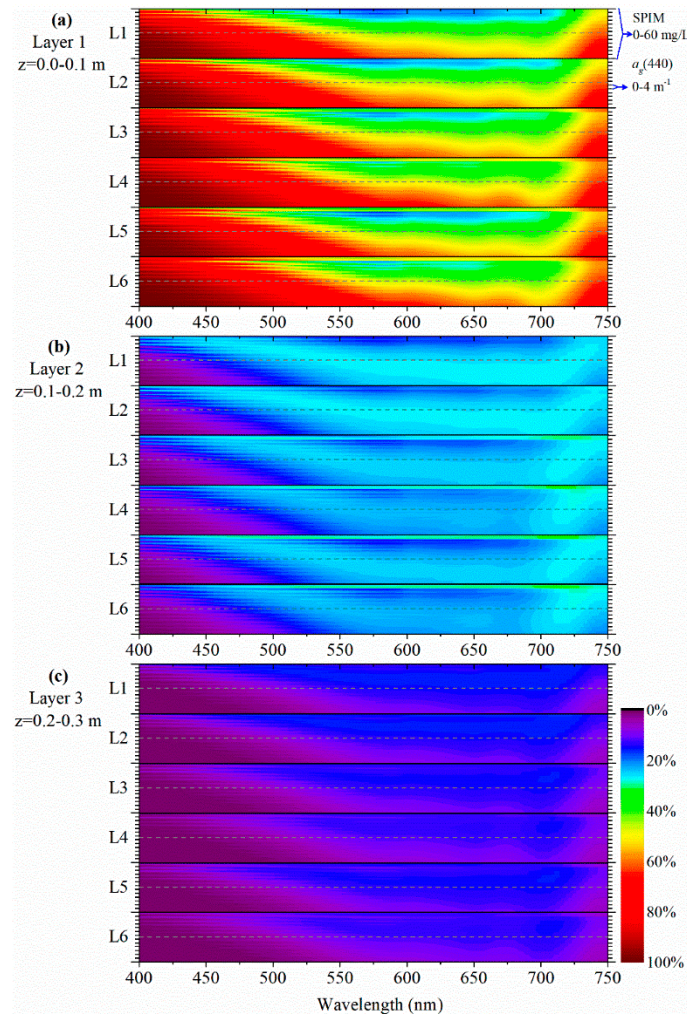 (a)
Layer 1
z=0.0-0.1 m
L1
L2
L3
L4
L5
L6
SPIM
0-60 mg/L
a_g(440)
0-4 m⁻¹
400 450 500 550 600 650 700 750
(b)
Layer 2
z=0.1-0.2 m
L1
L2
L3
L4
L5
L6
400 450 500 550 600 650 700 750
(c)
Layer 3
z=0.2-0.3 m
L1
L2
L3
L4
L5
L6
0%
20%
40%
60%
80%
100%
400 450 500 550 600 650 700 750
Wavelength (nm)